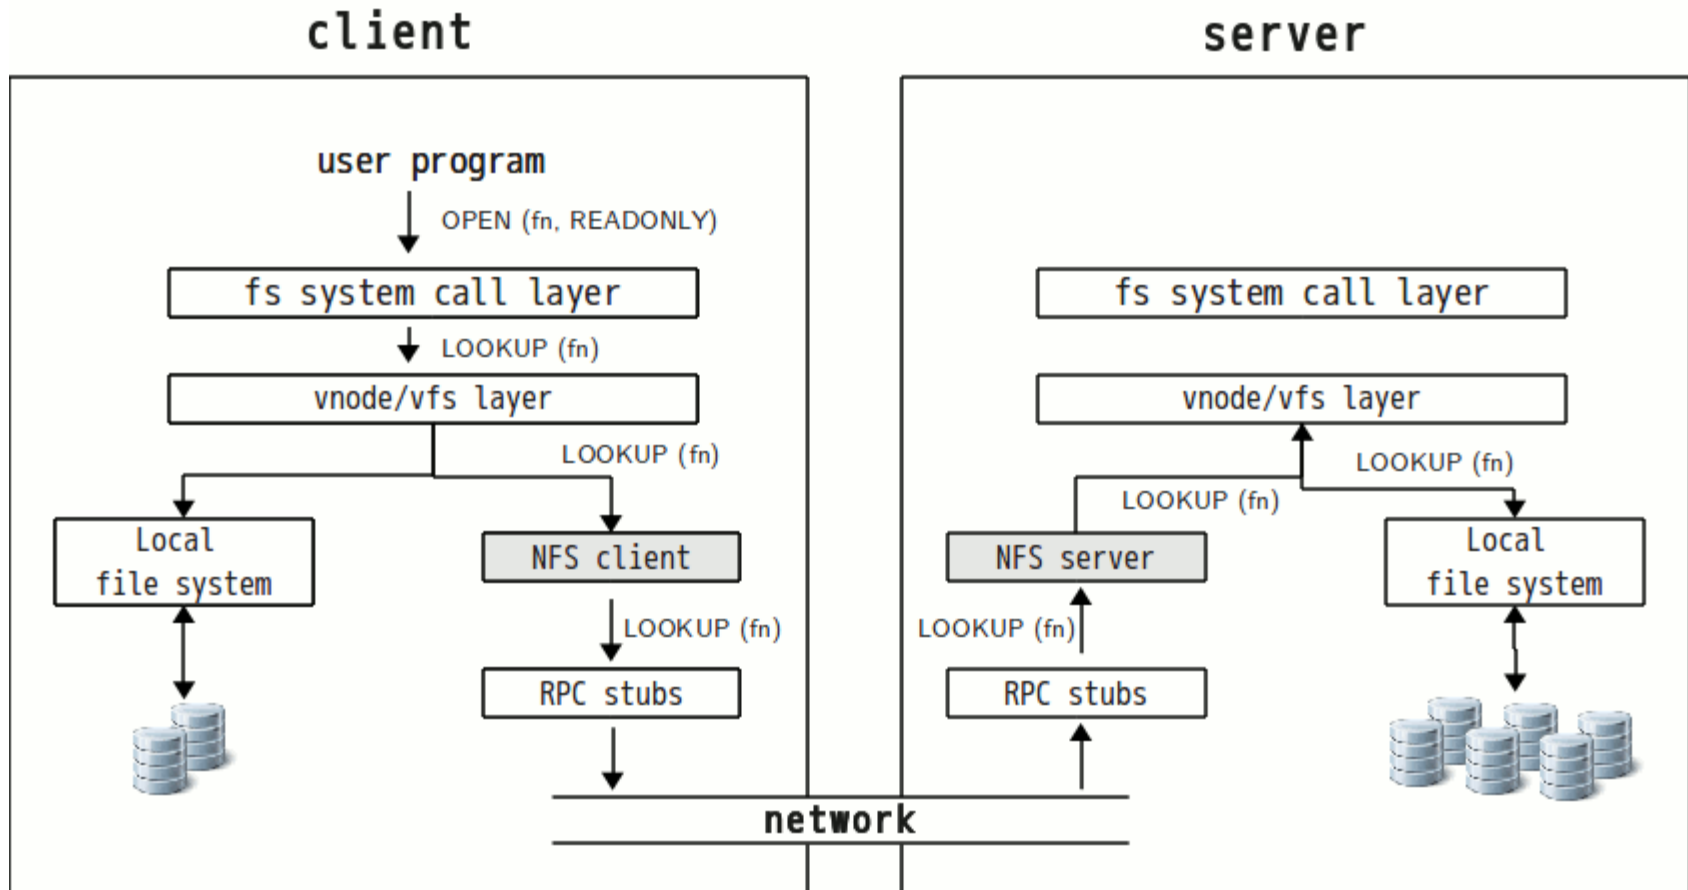 client
server
user program
OPEN (fn, READONLY)
fs system call layer
LOOKUP (fn)
vnode/vfs layer
LOOKUP (fn)
Local
file system
NFS client
LOOKUP (fn)
RPC stubs
fs system call layer
vnode/vfs layer
LOOKUP (fn)
LOOKUP (fn)
NFS server
Local
file system
LOOKUP (fn)
RPC stubs
network